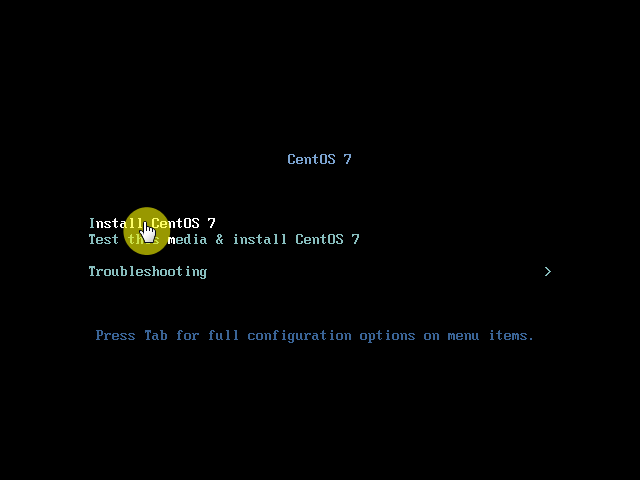 CentOS 7
Install CentOS 7
Test this media & install CentOS 7
Troubleshooting >
Press Tab for full configuration options on menu items.